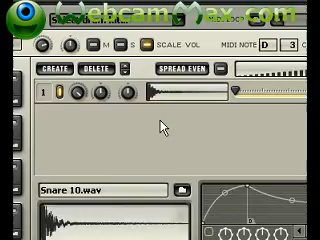 WebcamMax.com
M S SCALE VOL MIDI NOTE D 3
CREATE DELETE SPREAD EVEN
1
Snare 10.wav